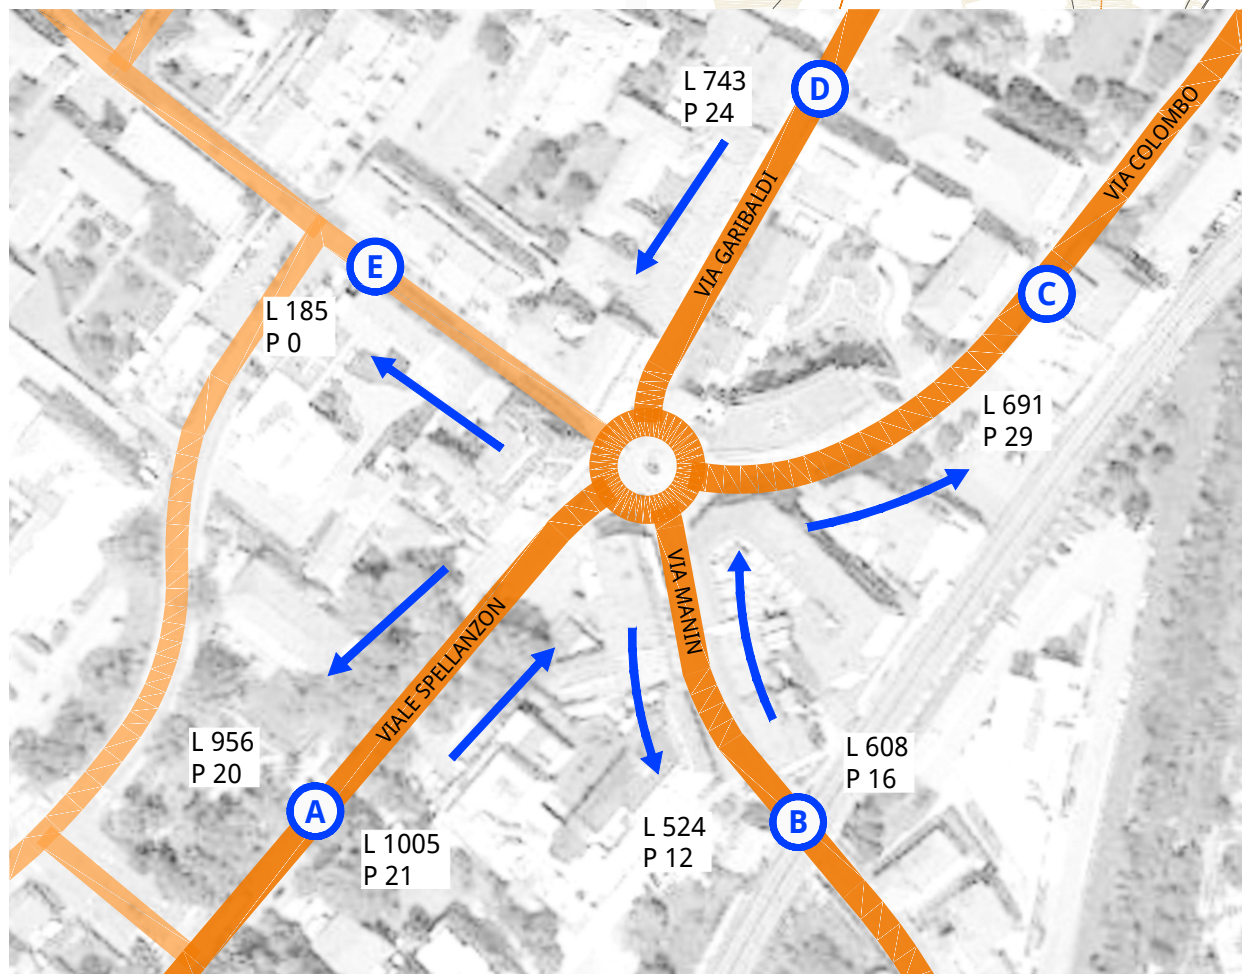 L 743
P 24
D
VIA COLOMBO
VIA GARIBALDI
E
C
L 185
P 0
L 691
P 29
VIA MANIN
VIALE SPELLANZON
L 956
P 20
L 608
P 16
A
B
L 524
P 12
L 1005
P 21